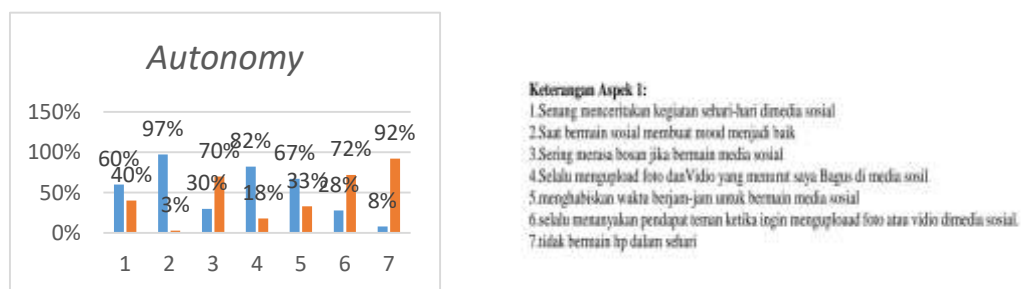 Autonomy
150%
100%
50%
0%
60%
40%
97%
3%
30%
70%
82%
18%
67%
33%
28%
72%
8%
92%
1 2 3 4 5 6 7
Keterangan Aspek 1:
1.Senang menceritakan kegiatan sehari-hari dimedia sosial
2.Saat bermain sosial membuat mood menjadi baik
3.Sering merasa bosan jika bermain media sosial
4.Selalu mengupload foto danVidio yang menurut saya Bagus di media sosil
5.menghabiskan waktu berjam-jam untuk bermain media sosial
6.selalu menanyakan pendapat teman ketika ingin menguploaad foto atau vidio dimedia sosial.
7.tidak bermain hp dalam sehari